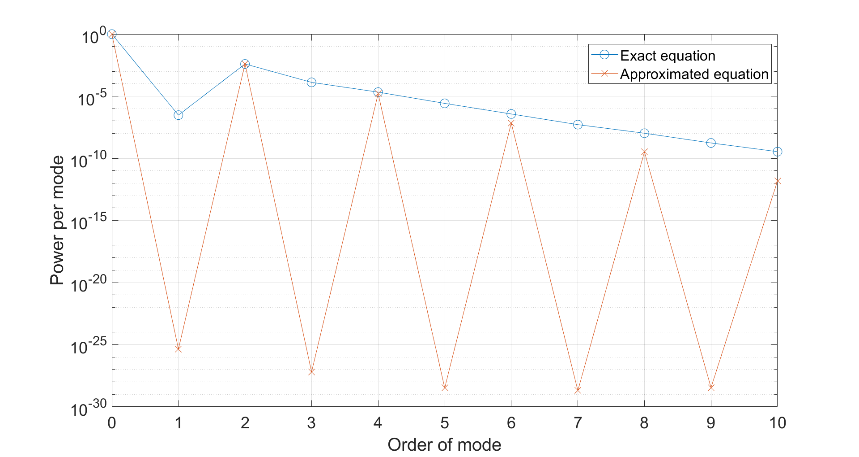 10^0
10^-5
10^-10
10^-15
10^-20
10^-25
10^-30
Power per mode
Exact equation
Approximated equation
0 1 2 3 4 5 6 7 8 9 10
Order of mode